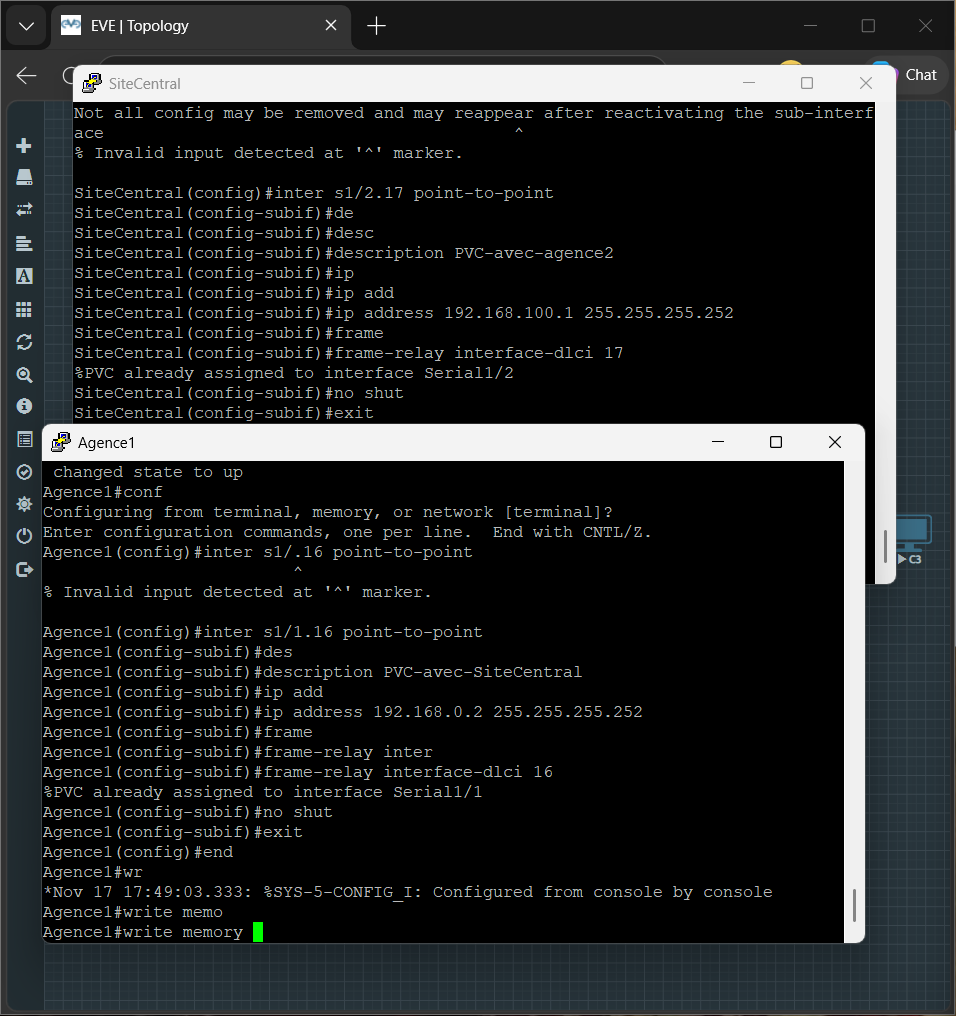 EVE | Topology
Chat
SiteCentral
Not all config may be removed and may reappear after reactivating the sub-interf
ace                                            ^
% Invalid input detected at '^' marker.
SiteCentral(config)#inter s1/2.17 point-to-point
SiteCentral(config-subif)#de
SiteCentral(config-subif)#desc
SiteCentral(config-subif)#description PVC-avec-agence2
SiteCentral(config-subif)#ip
SiteCentral(config-subif)#ip add
SiteCentral(config-subif)#ip address 192.168.100.1 255.255.255.252
SiteCentral(config-subif)#frame
SiteCentral(config-subif)#frame-relay interface-dlci 17
%PVC already assigned to interface Serial1/2
SiteCentral(config-subif)#no shut
SiteCentral(config-subif)#exit
Agence1
changed state to up
Agence1#conf
Configuring from terminal, memory, or network [terminal]?
Enter configuration commands, one per line.  End with CNTL/Z.
Agence1(config)#inter s1/.16 point-to-point
^
% Invalid input detected at '^' marker.
Agence1(config)#inter s1/1.16 point-to-point
Agence1(config-subif)#des
Agence1(config-subif)#description PVC-avec-SiteCentral
Agence1(config-subif)#ip add
Agence1(config-subif)#ip address 192.168.0.2 255.255.255.252
Agence1(config-subif)#frame
Agence1(config-subif)#frame-relay inter
Agence1(config-subif)#frame-relay interface-dlci 16
%PVC already assigned to interface Serial1/1
Agence1(config-subif)#no shut
Agence1(config-subif)#exit
Agence1(config)#end
Agence1#wr
*Nov 17 17:49:03.333: %SYS-5-CONFIG_I: Configured from console by console
Agence1#write memo
Agence1#write memory
C3